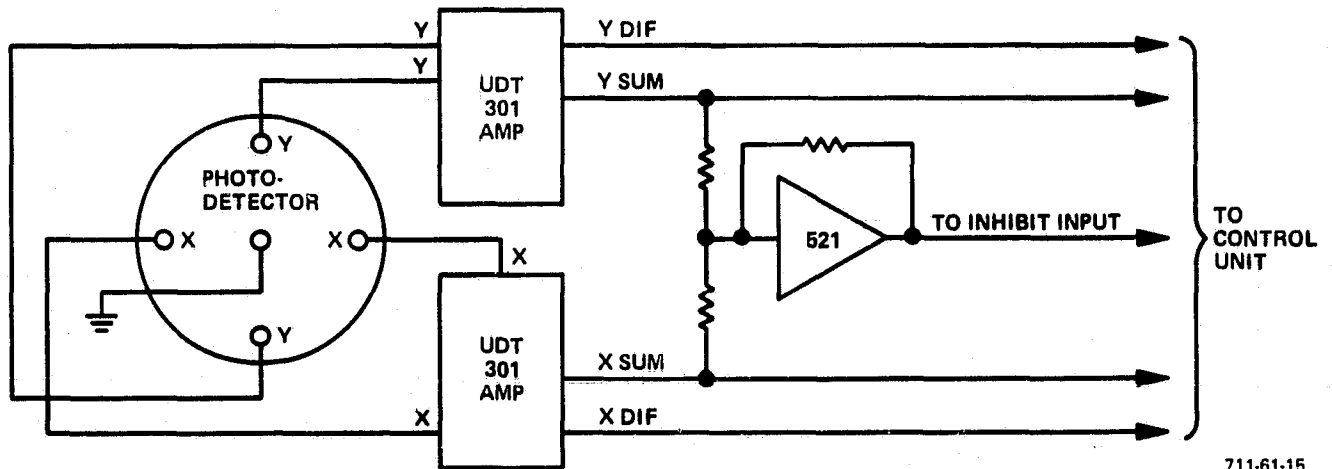 Y
Y DIF
Y
Y SUM
UDT
301
AMP
Y
PHOTO-
DETECTOR
X
X
X
521
TO INHIBIT INPUT
TO
CONTROL
UNIT
Y
UDT
301
AMP
X SUM
X
X DIF
711-61-15